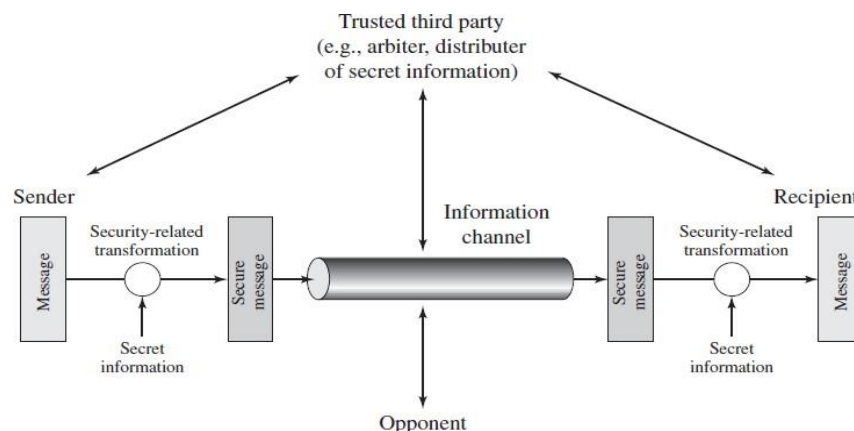 Trusted third party
(e.g., arbiter, distributer
of secret information)
Sender
Recipient
Information
channel
Security-related
transformation
Security-related
transformation
Message
Secure
message
Secure
message
Message
Secret
information
Secret
information
Opponent